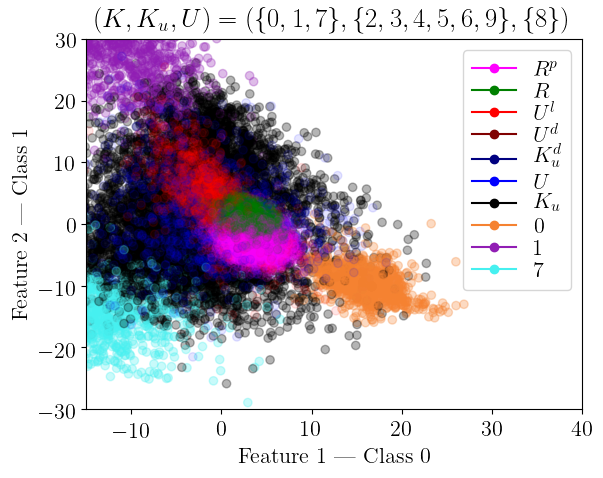 (K, K_u, U) = ({0, 1, 7}, {2, 3, 4, 5, 6, 9}, {8})
30
20
10
0
−10
−20
−30
Feature 2 — Class 1
R^p
R
U^l
U^d
K_u^d
U
K_u
0
1
7
−10
0
10
20
30
40
Feature 1 — Class 0